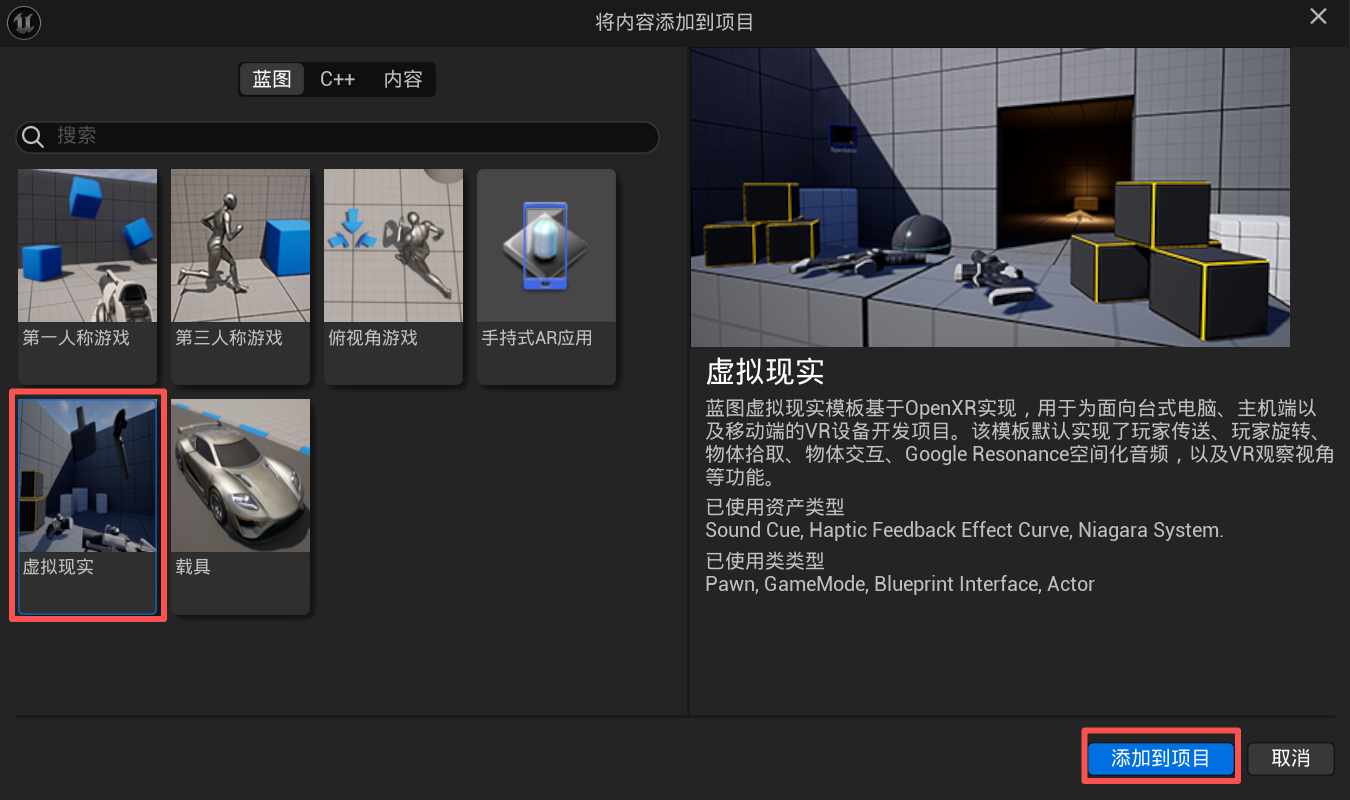 将内容添加到项目
蓝图 C++ 内容
搜索
第一人称游戏
第三人称游戏
俯视角游戏
手持式AR应用
虚拟现实
载具
虚拟现实
蓝图虚拟现实模板基于OpenXR实现，用于为面向台式电脑、主机端以
及移动端的VR设备开发项目。该模板默认实现了玩家传送、玩家旋转、
物体拾取、物体交互、Google Resonance空间化音频，以及VR观察视角
等功能。
已使用资产类型
Sound Cue, Haptic Feedback Effect Curve, Niagara System.
已使用类类型
Pawn, GameMode, Blueprint Interface, Actor
添加到项目
取消